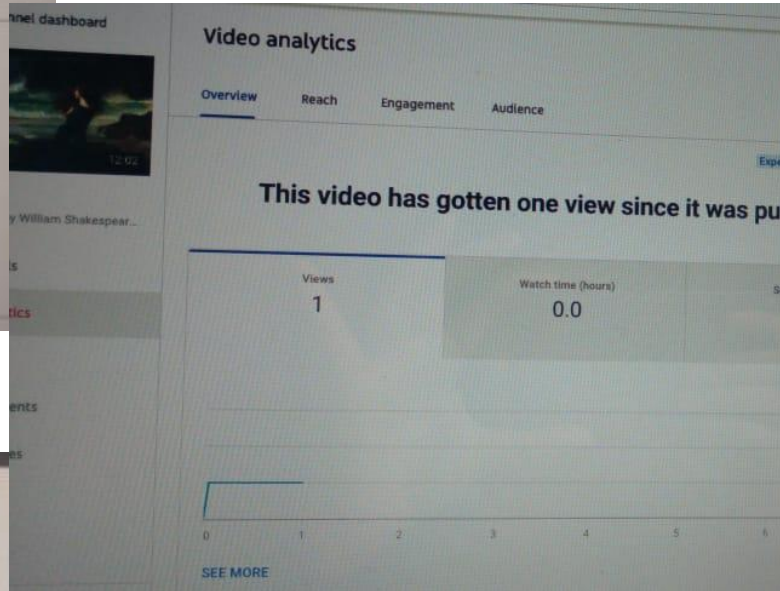 nnel dashboard
12:02
y William Shakespear...
s
tics
ents
es
Video analytics
Overview Reach Engagement Audience
Expe
This video has gotten one view since it was pu
Views
1
Watch time (hours)
0.0
S
0 1 2 3 4 5 6
SEE MORE